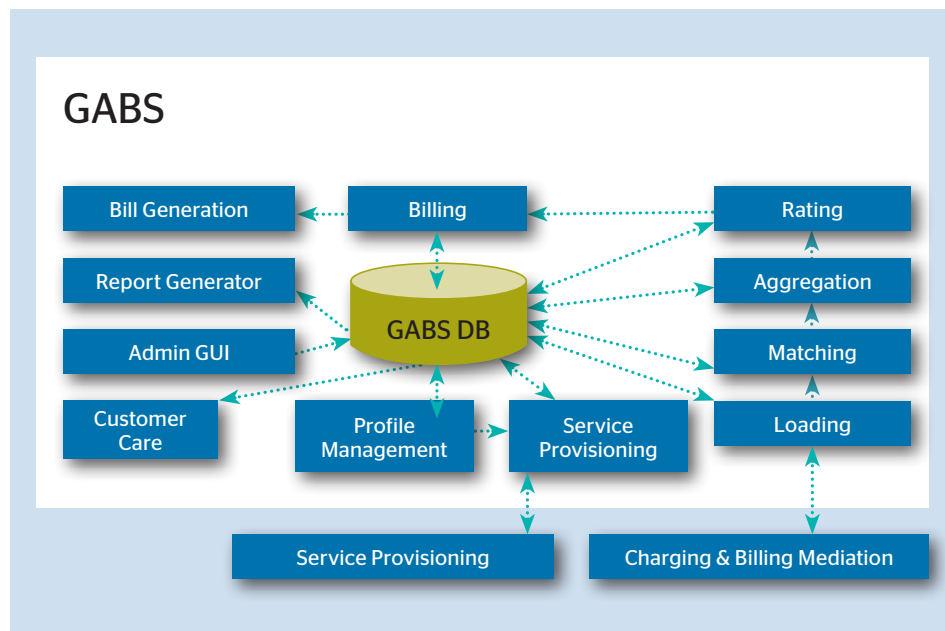 GABS
Bill Generation
Billing
Rating
Report Generator
Aggregation
GABS DB
Admin GUI
Matching
Customer
Care
Profile
Management
Service
Provisioning
Loading
Service Provisioning
Charging & Billing Mediation